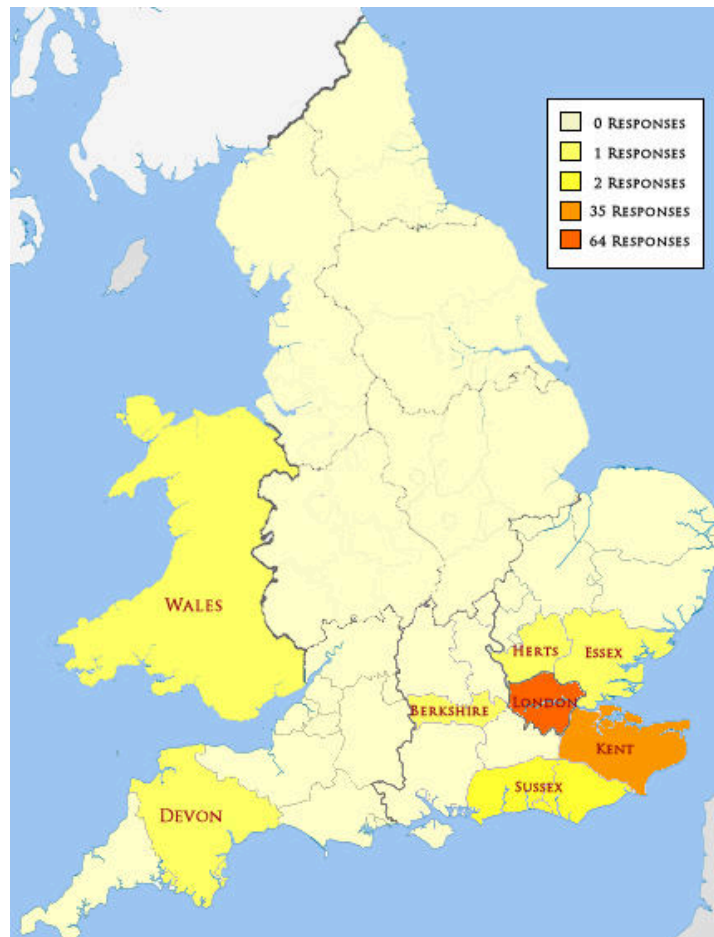 0 Responses
1 Responses
2 Responses
35 Responses
64 Responses
Wales
Herts
Essex
London
Berkshire
Kent
Sussex
Devon